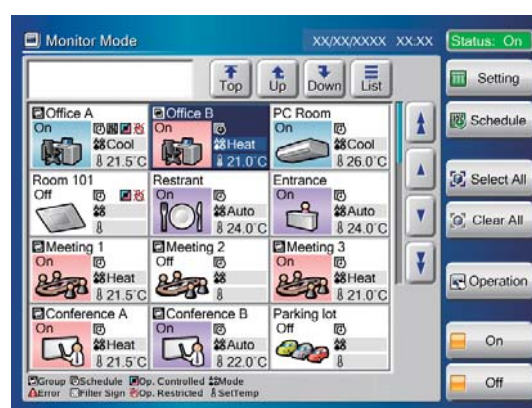 Monitor Mode XX/XX/XXXX XX:XX Status: On
Top Up Down List
Setting
Schedule
Select All
Clear All
Operation
On
Off
Office A Office B PC Room
On On On
Cool Heat Cool
21.5°C 21.0°C 26.0°C
Room 101 Restrant Entrance
Off On On
Auto Auto
24.0°C 24.0°C
Meeting 1 Meeting 2 Meeting 3
On Off On
Heat Heat
21.5°C 21.0°C
Conference A Conference B Parking lot
On On Off
Heat Auto
21.5°C 22.0°C
Group Schedule Op. Controlled Mode
Error Filter Sign Op. Restricted SetTemp